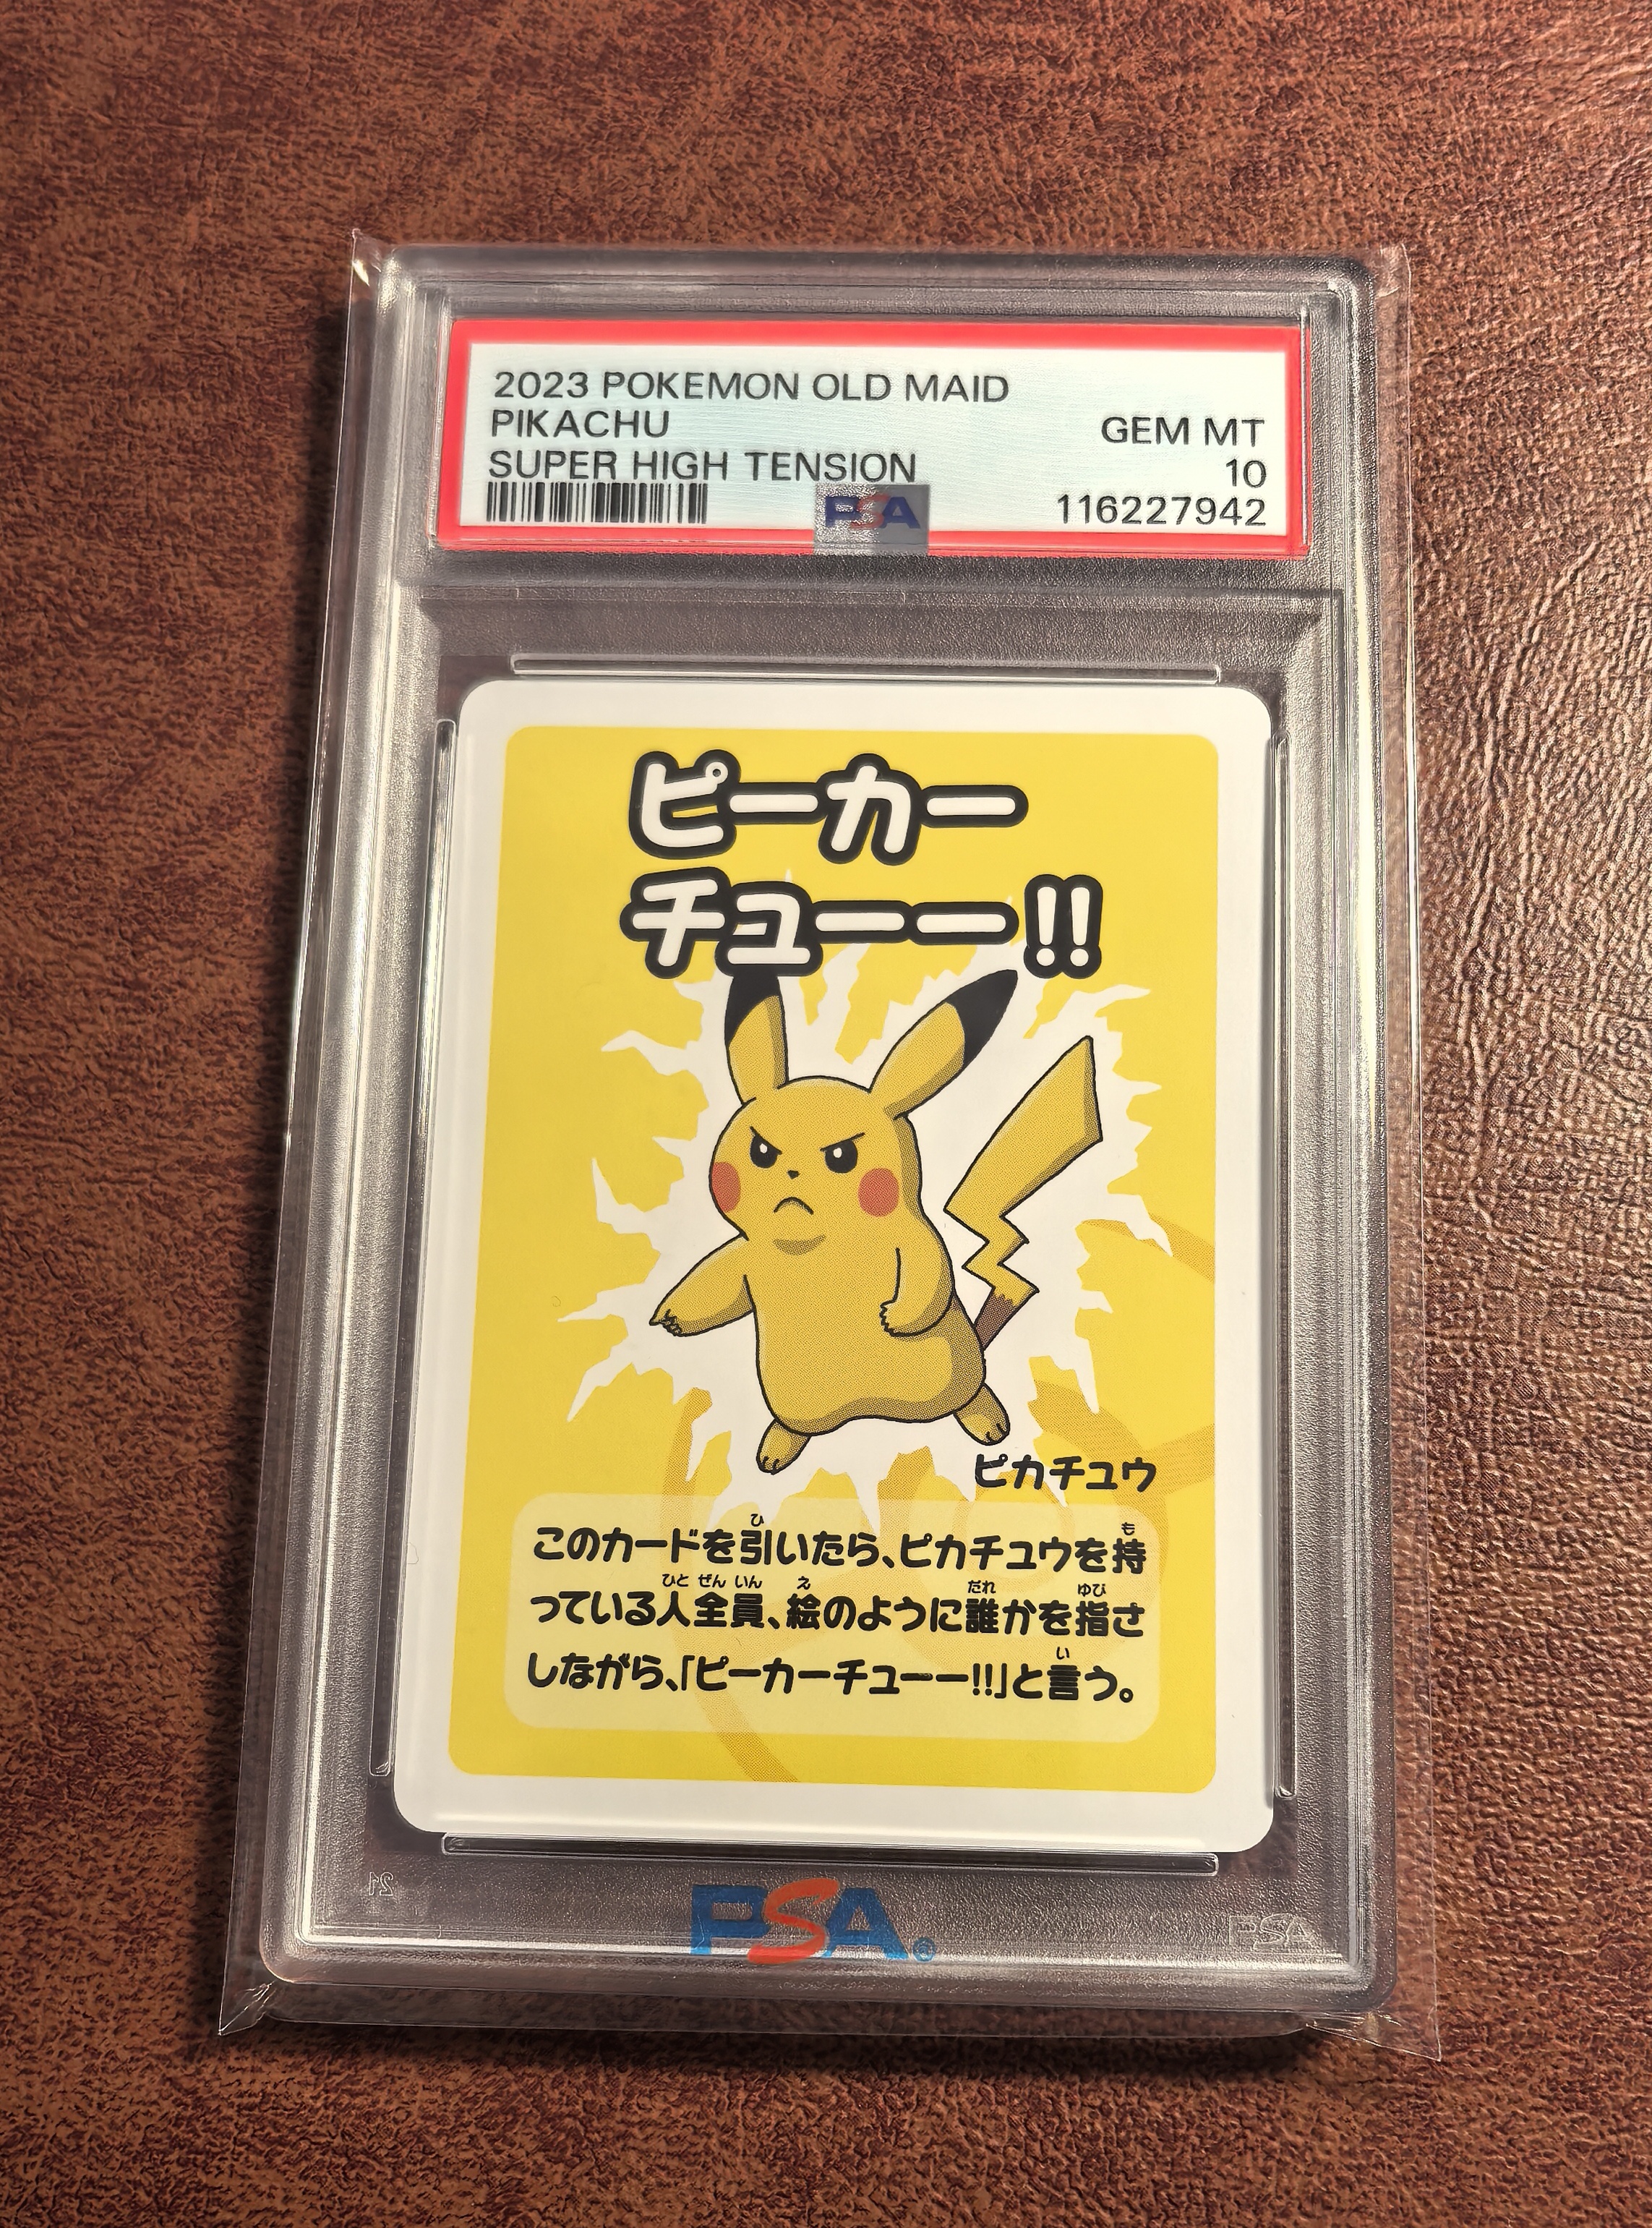 2023 POKEMON OLD MAID
PIKACHU
GEM MT
SUPER HIGH TENSION
10
PSA
116227942
ピーカー
チューー!!
ピカチュウ
このカードを引いたら、ピカチュウを持
っている人全員、絵のように誰かを指さ
しながら、「ピーカーチューー!!」と言う。
21
PSA®
PSA